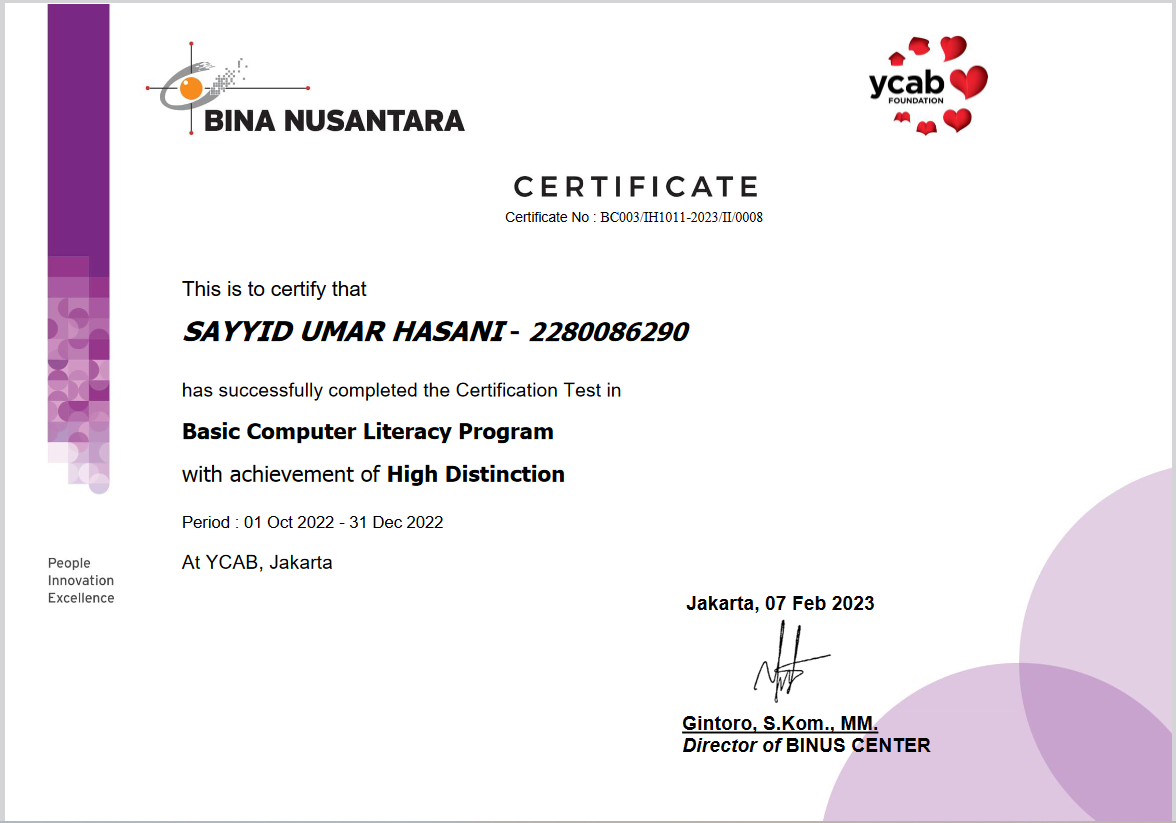 BINA NUSANTARA
ycab
FOUNDATION
CERTIFICATE
Certificate No : BC003/IH1011-2023/II/0008
This is to certify that
SAYYID UMAR HASANI - 2280086290
has successfully completed the Certification Test in
Basic Computer Literacy Program
with achievement of High Distinction
Period : 01 Oct 2022 - 31 Dec 2022
At YCAB, Jakarta
People
Innovation
Excellence
Jakarta, 07 Feb 2023
Gintoro, S.Kom., MM.
Director of BINUS CENTER